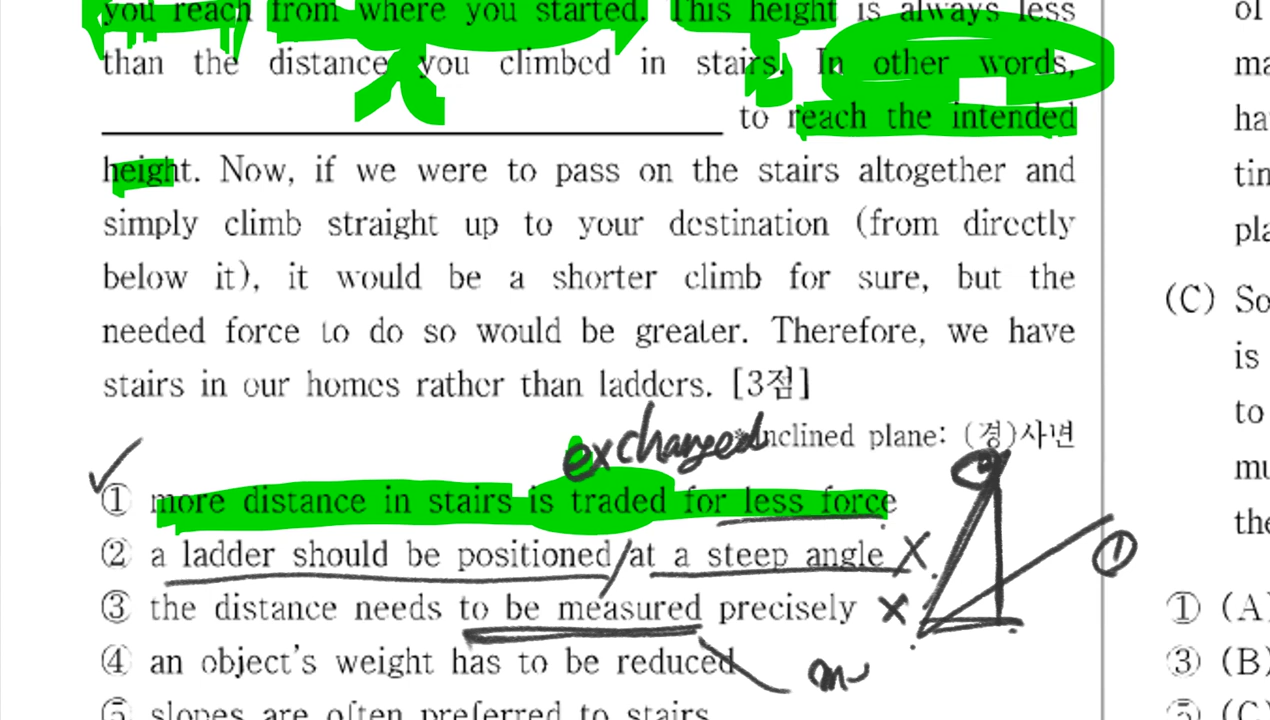 you reach from where you started. This height is always less
than the distance you climbed in stairs. In other words,
to reach the intended
height. Now, if we were to pass on the stairs altogether and
simply climb straight up to your destination (from directly
below it), it would be a shorter climb for sure, but the
needed force to do so would be greater. Therefore, we have
stairs in our homes rather than ladders. [3점]
exchanged
inclined plane: (경)사면
① more distance in stairs is traded for less force
② a ladder should be positioned/at a steep angle X
①
③ the distance needs to be measured precisely X
④ an object's weight has to be reduced
⑤ slopes are often preferred to stairs
of
ma
ha
tin
pla
(C) So
is
to
mu
the
① (A)
③ (B)
⑤ (C)